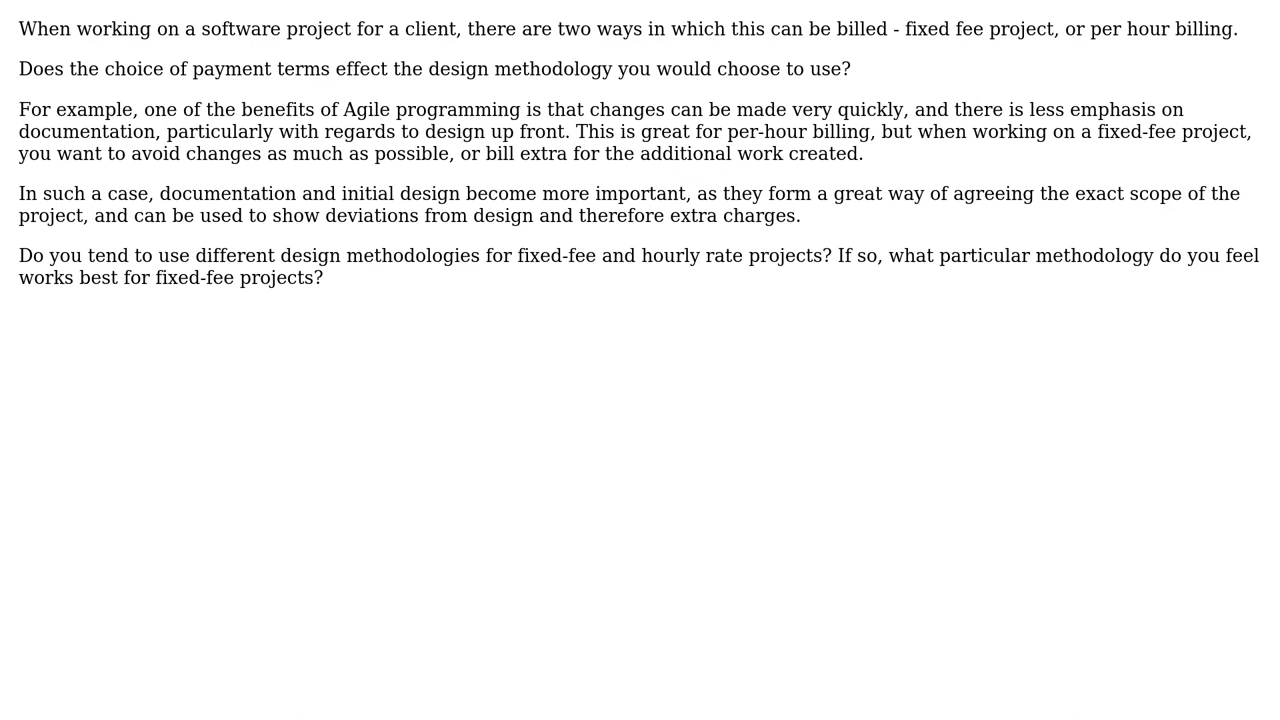 When working on a software project for a client, there are two ways in which this can be billed - fixed fee project, or per hour billing.
Does the choice of payment terms effect the design methodology you would choose to use?
For example, one of the benefits of Agile programming is that changes can be made very quickly, and there is less emphasis on
documentation, particularly with regards to design up front. This is great for per-hour billing, but when working on a fixed-fee project,
you want to avoid changes as much as possible, or bill extra for the additional work created.
In such a case, documentation and initial design become more important, as they form a great way of agreeing the exact scope of the
project, and can be used to show deviations from design and therefore extra charges.
Do you tend to use different design methodologies for fixed-fee and hourly rate projects? If so, what particular methodology do you feel
works best for fixed-fee projects?